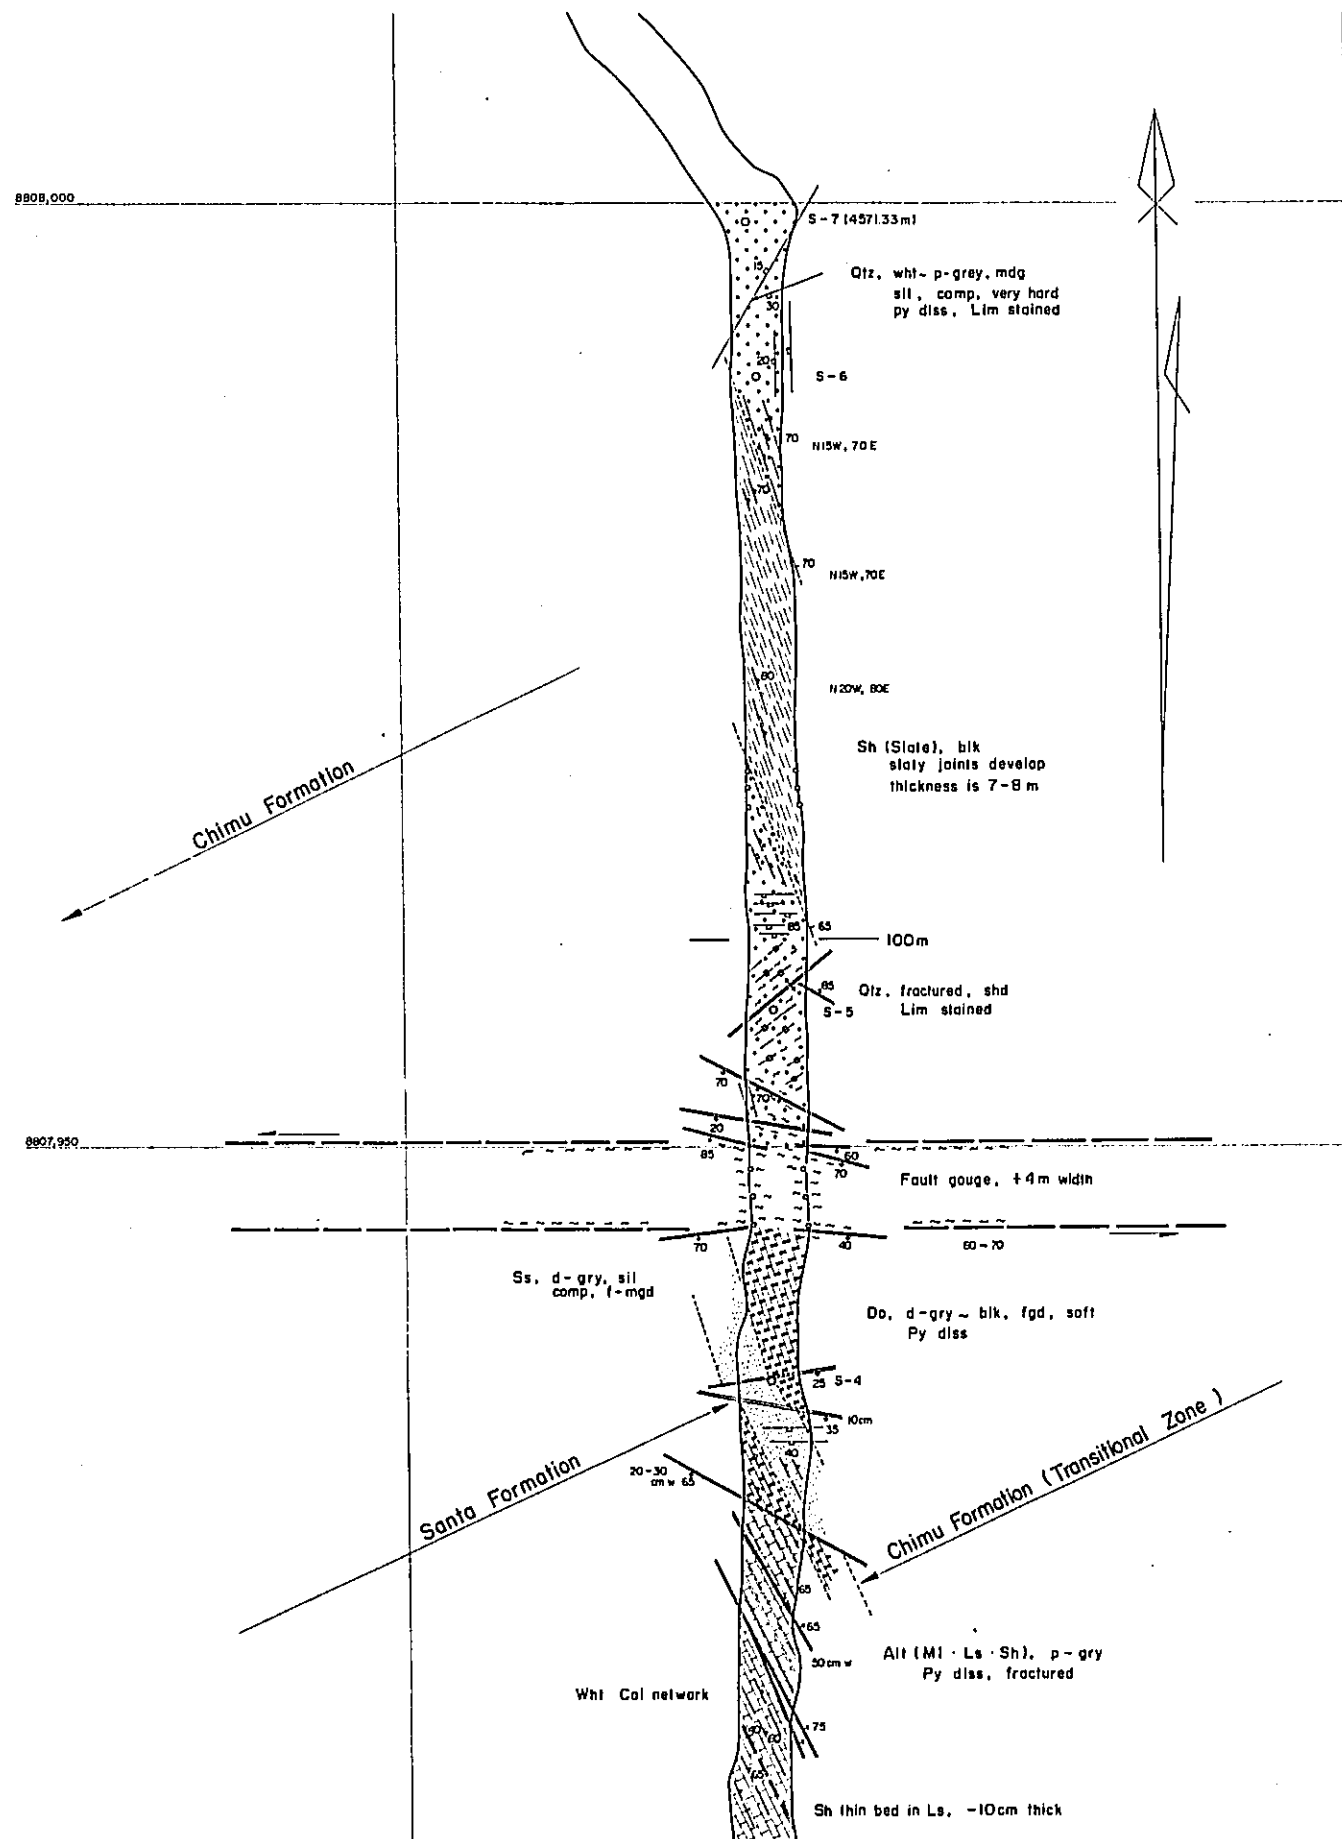 8808,000
S-7 (4571.33m)
15
Qtz, wht~ p-grey, mdg
sil, comp, very hard
py diss, Lim stained
30
20
S-6
70
N15W, 70E
70
70
N15W, 70E
80
N20W, 80E
Sh (Slate), blk
slaty joints develop
thickness is 7-8 m
Chimu Formation
85
65
100m
85
Qtz, fractured, shd
Lim stained
S-5
70
70
20
8807,950
85
60
70
Fault gouge, +4m width
70
40
60-70
Ss, d-gry, sil
comp, f-mgd
Do, d-gry ~ blk, fgd, soft
Py diss
25 S-4
10cm
35
40
20-30
cm w 65
Santa Formation
Chimu Formation (Transitional Zone)
65
65
50cm w
Alt (Ml · Ls · Sh), p-gry
Py diss, fractured
Wht Cal network
75
50
60
65
Sh thin bed in Ls, -10cm thick